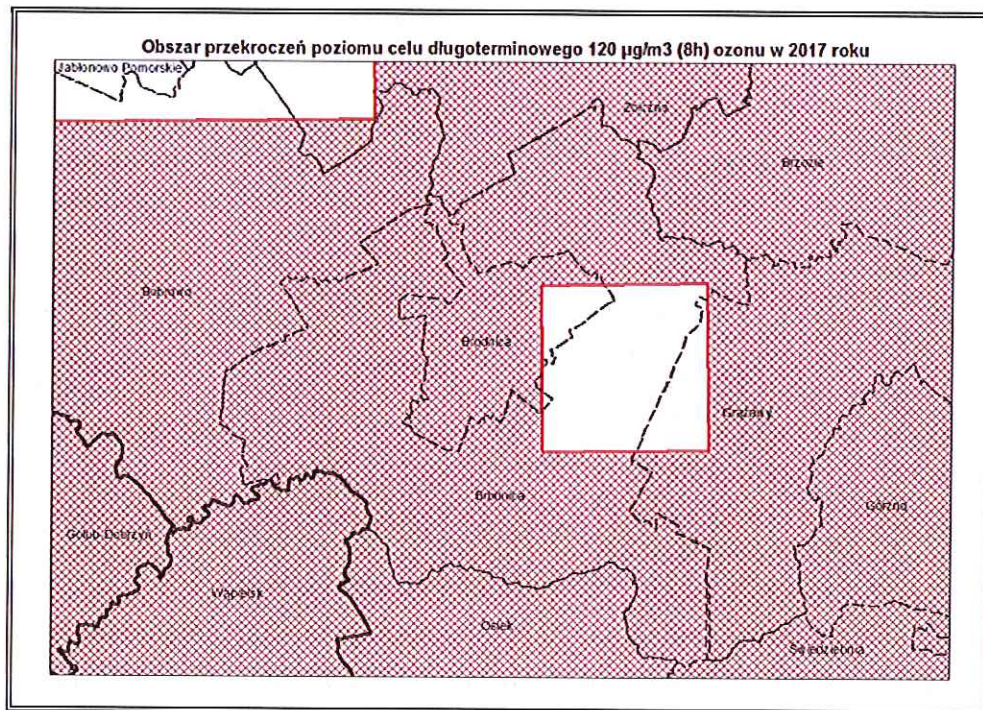 Obszar przekroczeń poziomu celu długoterminowego 120 µg/m3 (8h) ozonu w 2017 roku
Jabłonowo Pomorskie
Zbiczno
Brzozie
Bobrowo
Brodnica
Grążawy
Brodnica
Górzno
Golub-Dobrzyń
Wąpielsk
Osiek
Świedziebnia